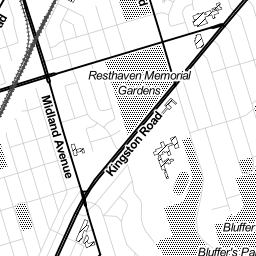 Resthaven Memorial
Gardens
Midland Avenue
Kingston Road
Bluffer
Bluffer's Pa